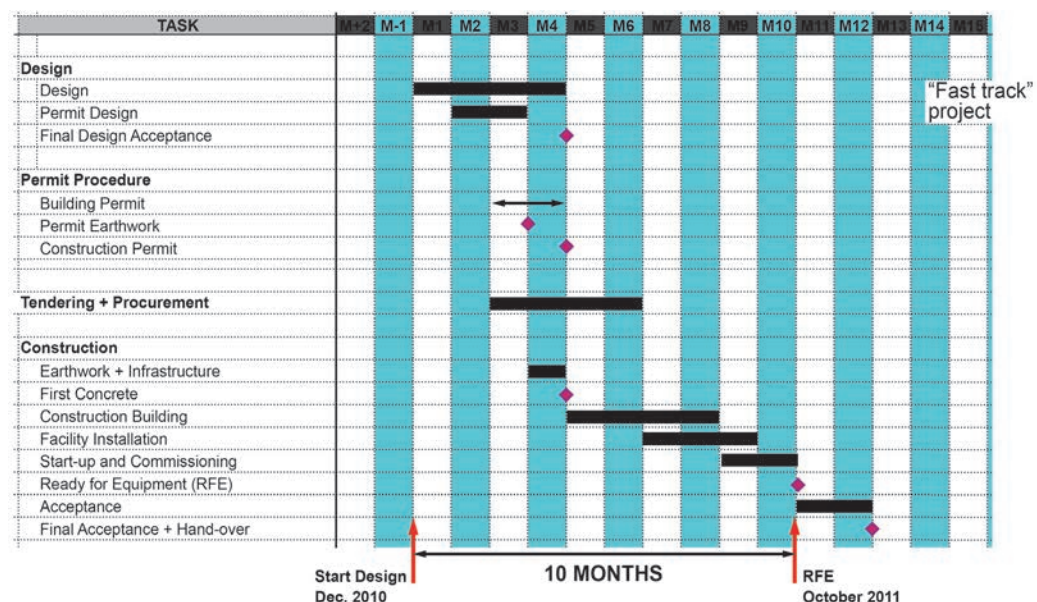 TASK M+2 M-1 M1 M2 M3 M4 M5 M6 M7 M8 M9 M10 M11 M12 M13 M14 M15
Design
Design
"Fast track"
project
Permit Design
Final Design Acceptance
Permit Procedure
Building Permit
Permit Earthwork
Construction Permit
Tendering + Procurement
Construction
Earthwork + Infrastructure
First Concrete
Construction Building
Facility Installation
Start-up and Commissioning
Ready for Equipment (RFE)
Acceptance
Final Acceptance + Hand-over
10 MONTHS
Start Design
Dec. 2010
RFE
October 2011